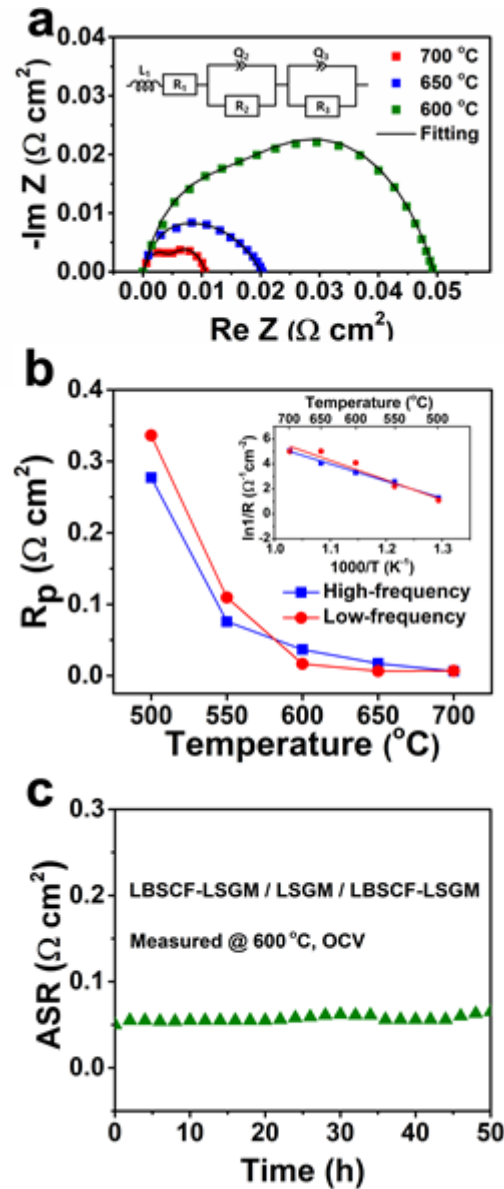 a
0.04
0.03
0.02
0.01
0.00
-Im Z (Ω cm²)
L₁
R₁
Q₂
R₂
Q₃
R₃
700 °C
650 °C
600 °C
Fitting
0.00 0.01 0.02 0.03 0.04 0.05
Re Z (Ω cm²)
b
0.4
0.3
0.2
0.1
0.0
Rp (Ω cm²)
Temperature (°C)
700 650 600 550 500
6
4
2
0
-2
ln1/R (Ω⁻¹cm⁻²)
1.0 1.1 1.2 1.3
1000/T (K⁻¹)
High-frequency
Low-frequency
500 550 600 650 700
Temperature (°C)
c
0.3
0.2
0.1
0.0
ASR (Ω cm²)
LBSCF-LSGM / LSGM / LBSCF-LSGM
Measured @ 600 °C, OCV
0 10 20 30 40 50
Time (h)